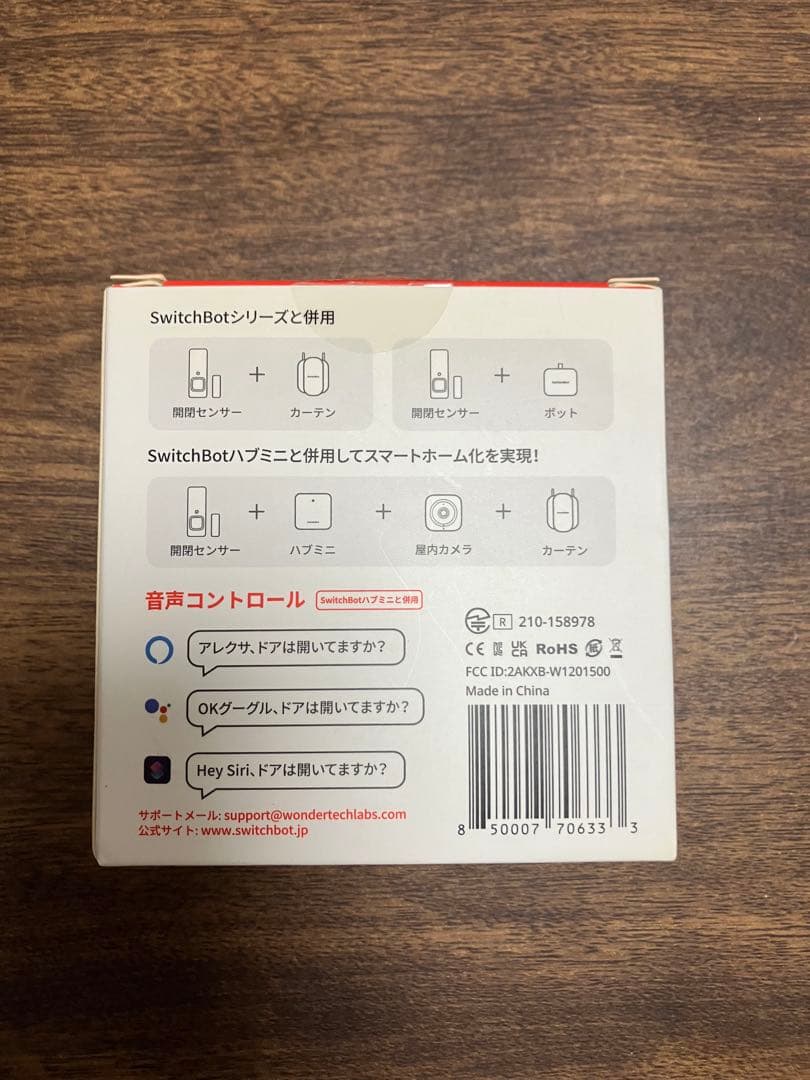 SwitchBotシリーズと併用
開閉センサー + カーテン
開閉センサー + ボット
SwitchBotハブミニと併用してスマートホーム化を実現！
開閉センサー + ハブミニ + 屋内カメラ + カーテン
音声コントロール SwitchBotハブミニと併用
アレクサ、ドアは開いてますか？
OKグーグル、ドアは開いてますか？
Hey Siri、ドアは開いてますか？
サポートメール: support@wondertechlabs.com
公式サイト: www.switchbot.jp
R 210-158978
CE UK CA RoHS
FCC ID:2AKXB-W1201500
Made in China
8 50007 70633 3